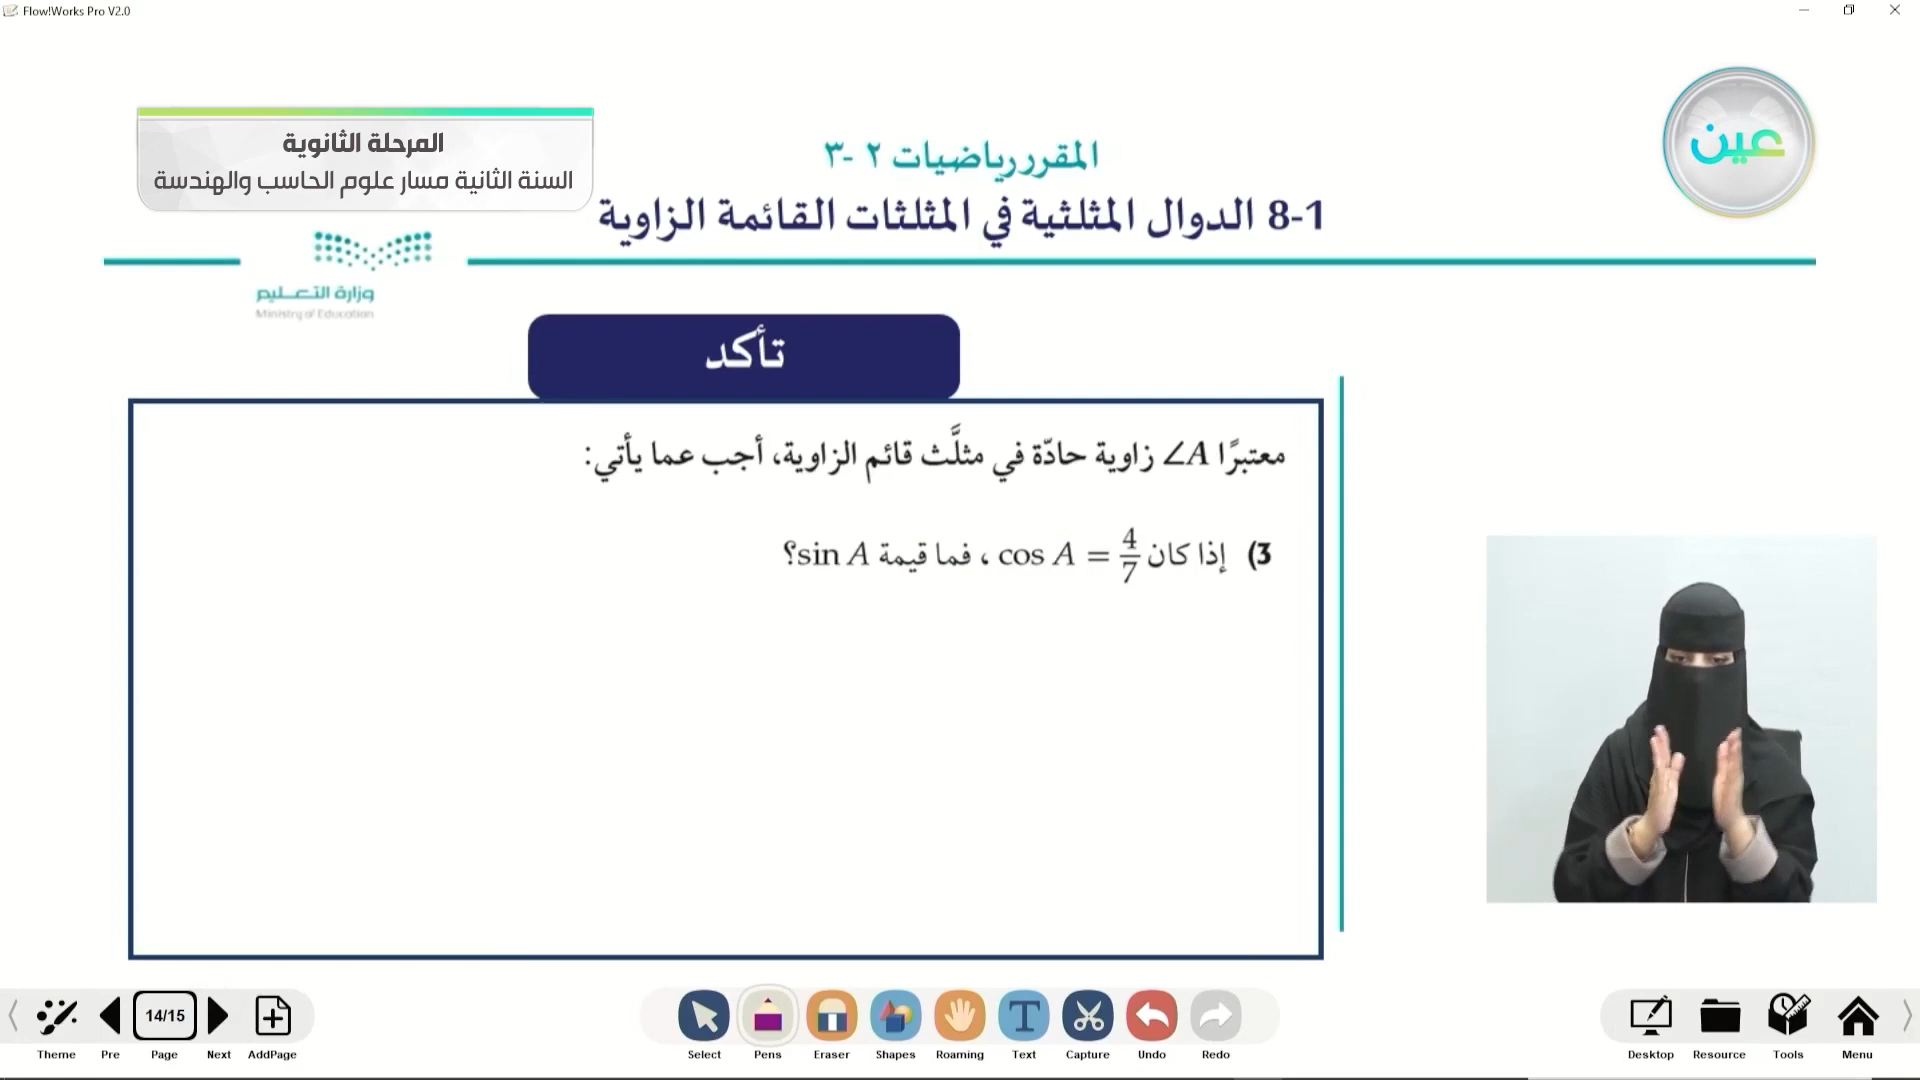 Flow!Works Pro V2.0
المرحلة الثانوية
السنة الثانية مسار علوم الحاسب والهندسة
المقرر رياضيات ٢ -٣
8-1 الدوال المثلثية في المثلثات القائمة الزاوية
عين
وزارة التعليم
Ministry of Education
تأكد
معتبرًا ∠A زاوية حادّة في مثلَّث قائم الزاوية، أجب عما يأتي:
3) إذا كان cos A = 4/7 ، فما قيمة sin A؟
14/15
Theme Pre Page Next AddPage
Select Pens Eraser Shapes Roaming Text Capture Undo Redo
Desktop Resource Tools Menu